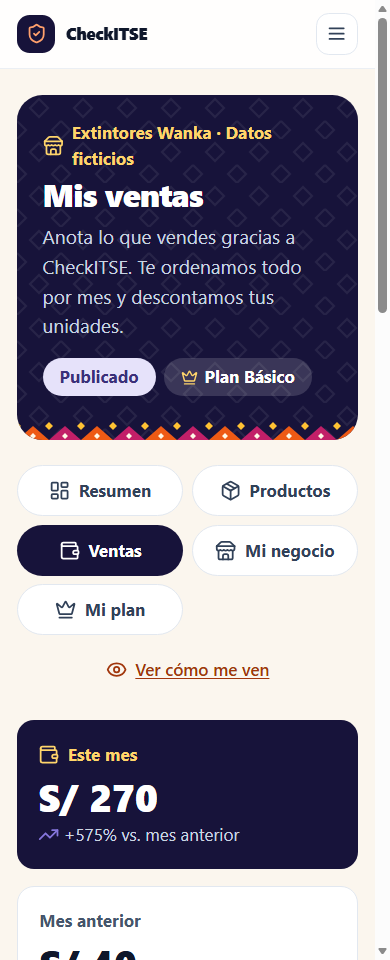 CheckITSE
Extintores Wanka · Datos
ficticios
Mis ventas
Anota lo que vendes gracias a
CheckITSE. Te ordenamos todo
por mes y descontamos tus
unidades.
Publicado
Plan Básico
Resumen
Productos
Ventas
Mi negocio
Mi plan
Ver cómo me ven
Este mes
S/ 270
+575% vs. mes anterior
Mes anterior
S/ 40